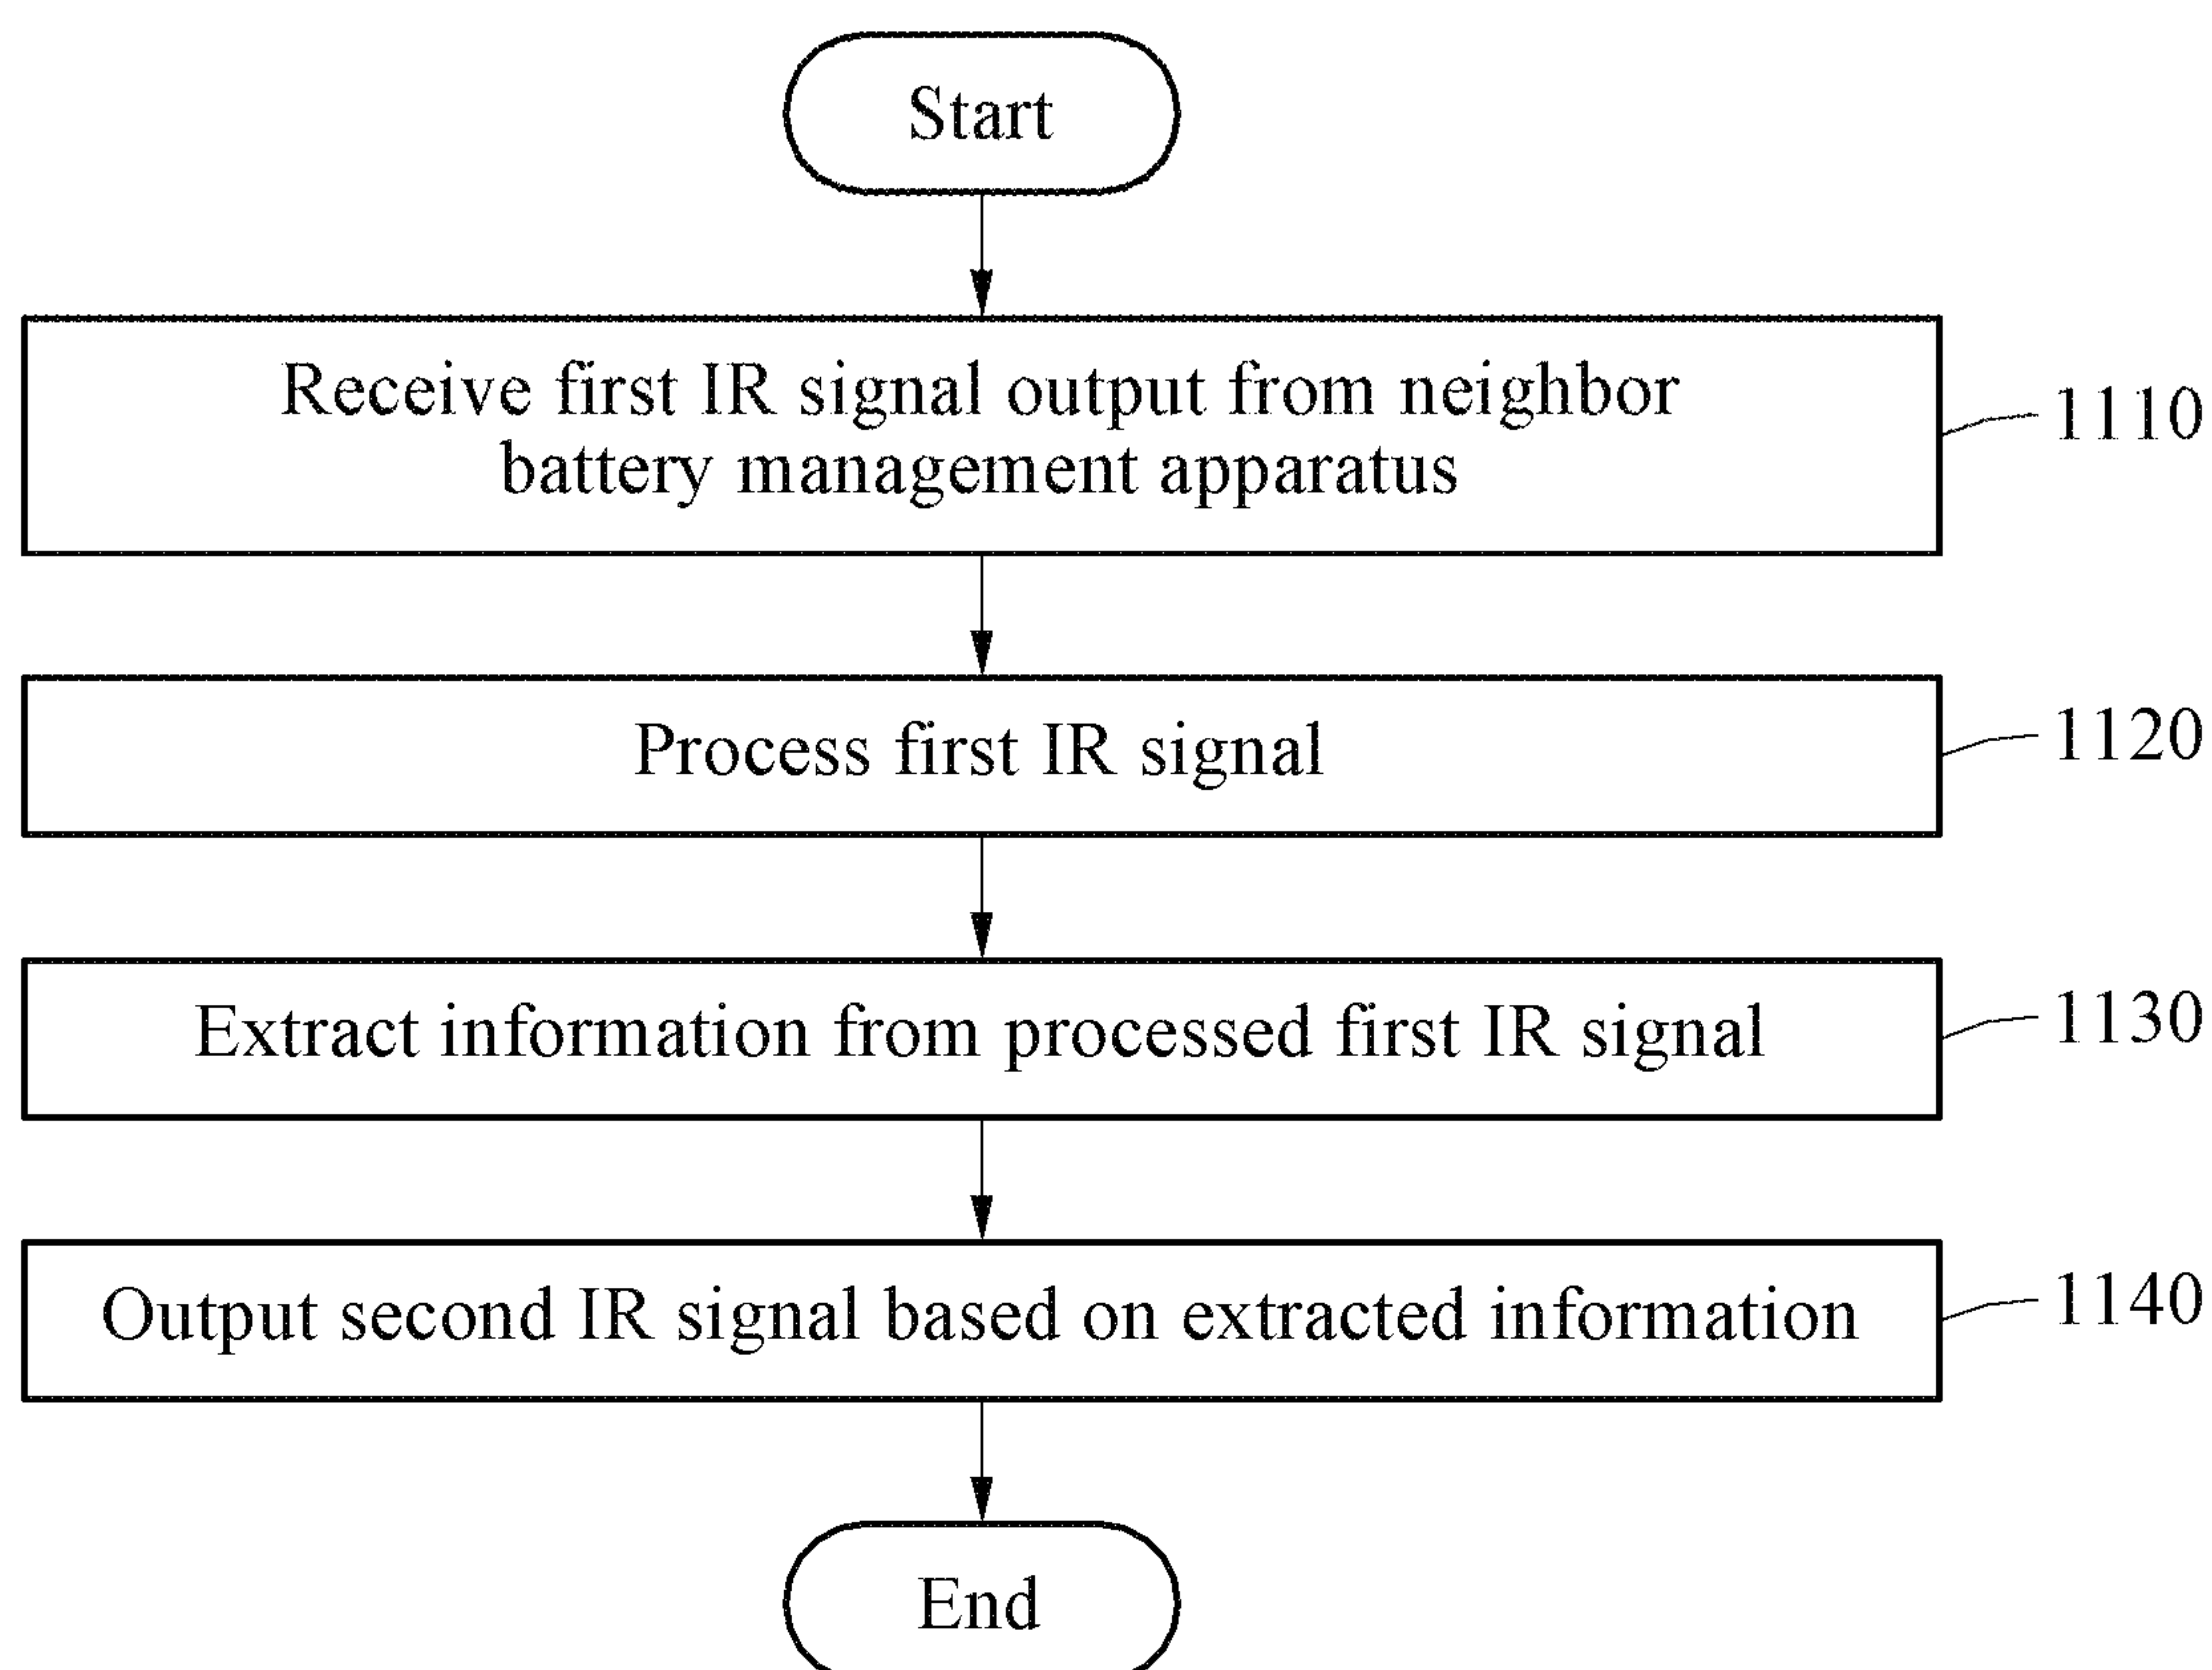 Start
Receive first IR signal output from neighbor
battery management apparatus
1110
Process first IR signal
1120
Extract information from processed first IR signal
1130
Output second IR signal based on extracted information
1140
End